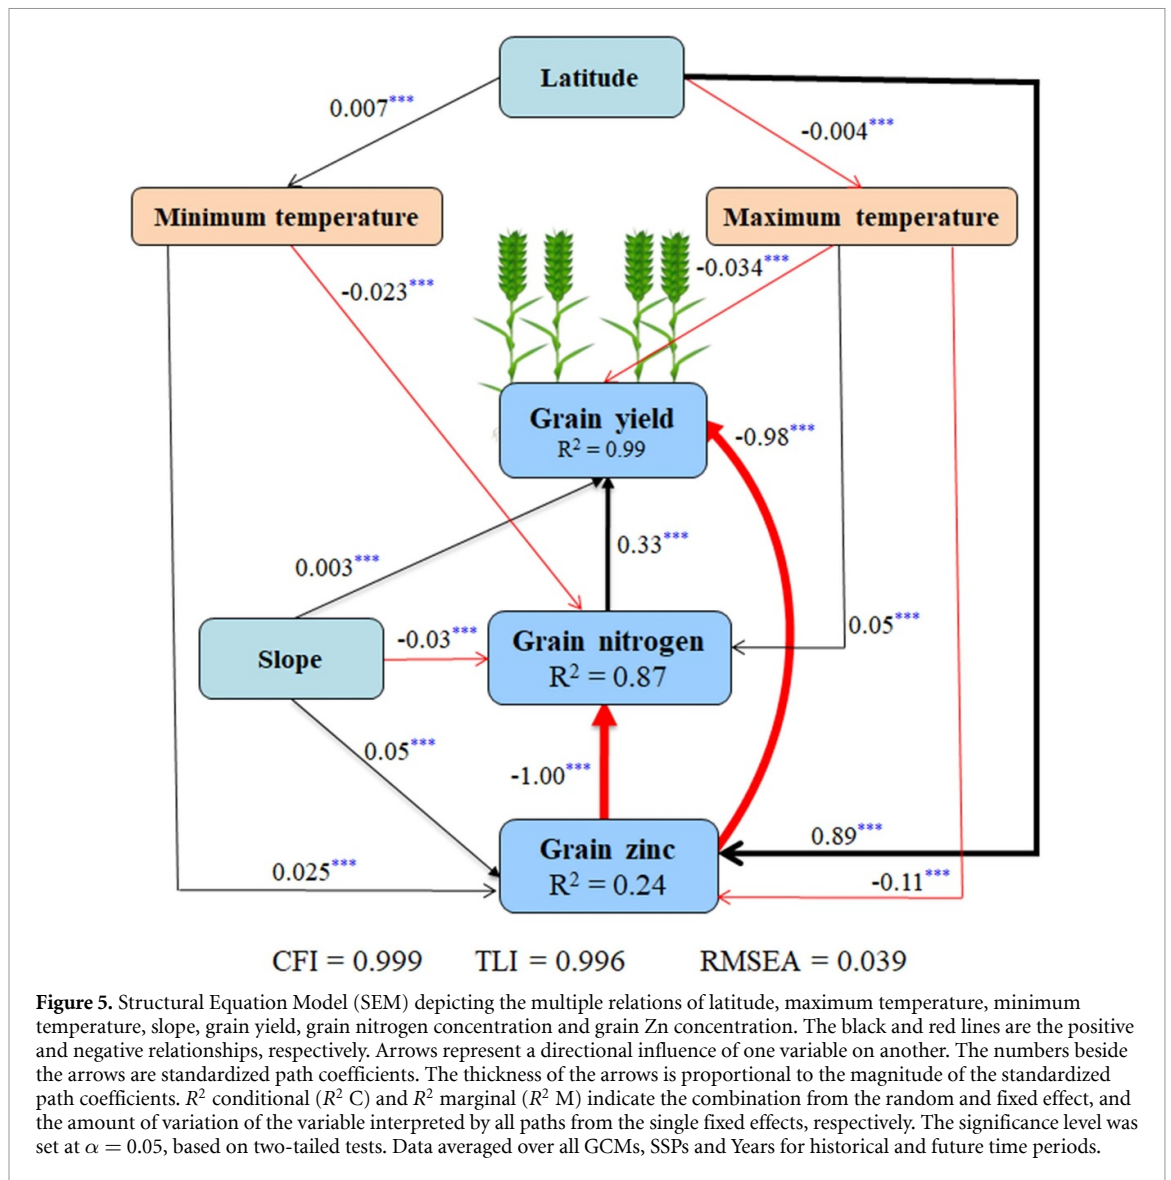 Latitude
0.007***
-0.004***
Minimum temperature
Maximum temperature
-0.023***
-0.034***
Grain yield
R² = 0.99
-0.98***
0.33***
0.003***
Slope
-0.03***
Grain nitrogen
R² = 0.87
0.05***
0.05***
-1.00***
Grain zinc
R² = 0.24
0.89***
0.025***
-0.11***
CFI = 0.999 TLI = 0.996 RMSEA = 0.039
Figure 5. Structural Equation Model (SEM) depicting the multiple relations of latitude, maximum temperature, minimum
temperature, slope, grain yield, grain nitrogen concentration and grain Zn concentration. The black and red lines are the positive
and negative relationships, respectively. Arrows represent a directional influence of one variable on another. The numbers beside
the arrows are standardized path coefficients. The thickness of the arrows is proportional to the magnitude of the standardized
path coefficients. R² conditional (R² C) and R² marginal (R² M) indicate the combination from the random and fixed effect, and
the amount of variation of the variable interpreted by all paths from the single fixed effects, respectively. The significance level was
set at α = 0.05, based on two-tailed tests. Data averaged over all GCMs, SSPs and Years for historical and future time periods.